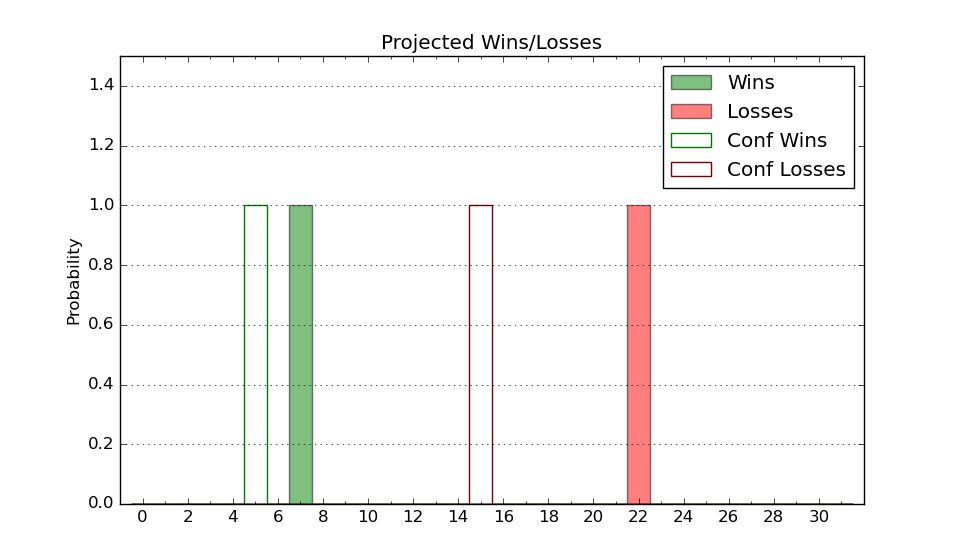 Projected Wins/Losses
Wins
Losses
Conf Wins
Conf Losses
Probability
1.4
1.2
1.0
0.8
0.6
0.4
0.2
0.0
0 2 4 6 8 10 12 14 16 18 20 22 24 26 28 30